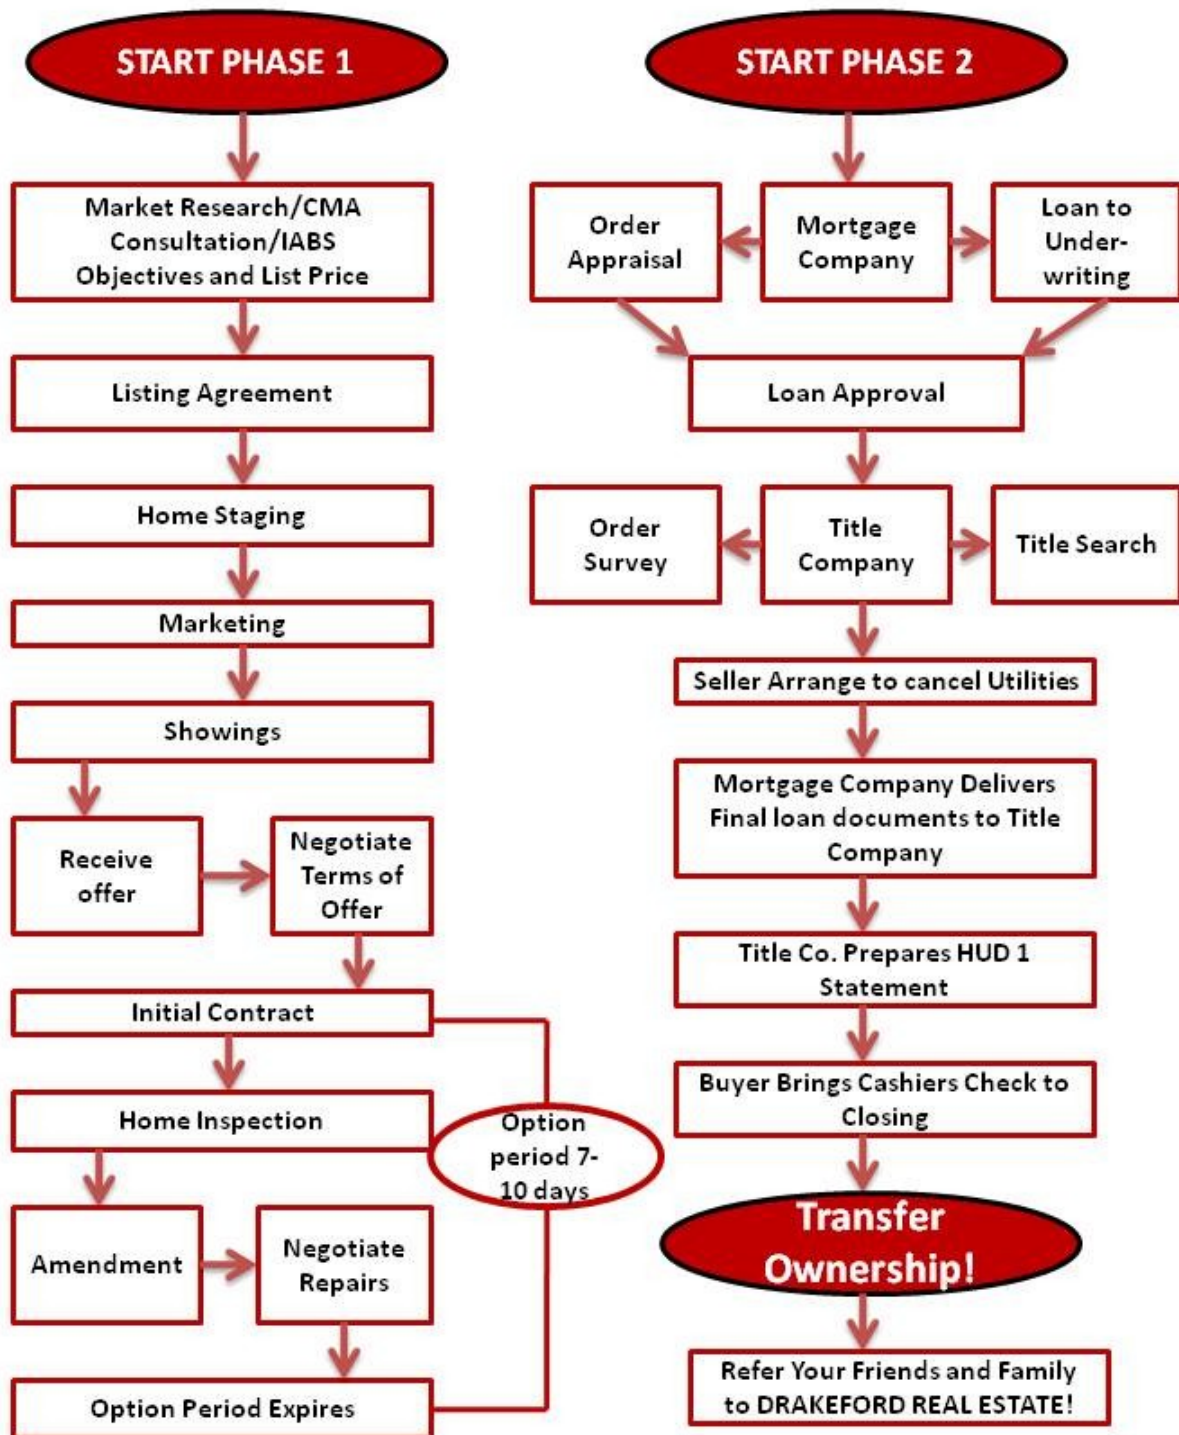 START PHASE 1
Market Research/CMA
Consultation/IABS
Objectives and List Price
Listing Agreement
Home Staging
Marketing
Showings
Receive
offer
Negotiate
Terms of
Offer
Initial Contract
Home Inspection
Option
period 7-
10 days
Amendment
Negotiate
Repairs
Option Period Expires
START PHASE 2
Order
Appraisal
Mortgage
Company
Loan to
Under-
writing
Loan Approval
Order
Survey
Title
Company
Title Search
Seller Arrange to cancel Utilities
Mortgage Company Delivers
Final loan documents to Title
Company
Title Co. Prepares HUD 1
Statement
Buyer Brings Cashiers Check to
Closing
Transfer
Ownership!
Refer Your Friends and Family
to DRAKEFORD REAL ESTATE!